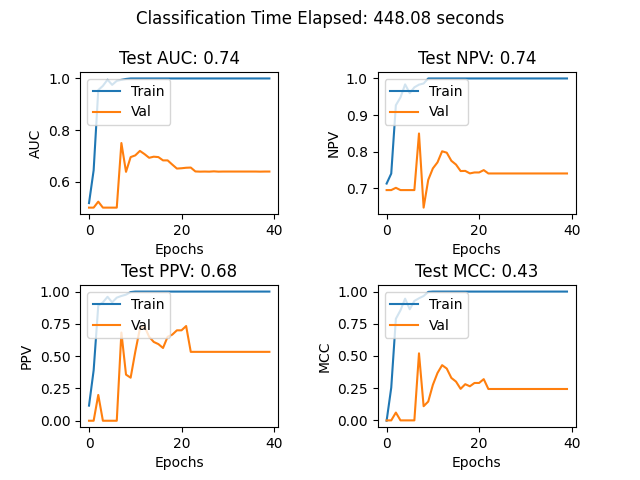 Classification Time Elapsed: 448.08 seconds
Test AUC: 0.74
1.0
0.8
0.6
AUC
Train
Val
0
20
40
Epochs
Test NPV: 0.74
1.0
0.9
0.8
0.7
NPV
Train
Val
0
20
40
Epochs
Test PPV: 0.68
1.00
0.75
0.50
0.25
0.00
PPV
Train
Val
0
20
40
Epochs
Test MCC: 0.43
1.00
0.75
0.50
0.25
0.00
MCC
Train
Val
0
20
40
Epochs